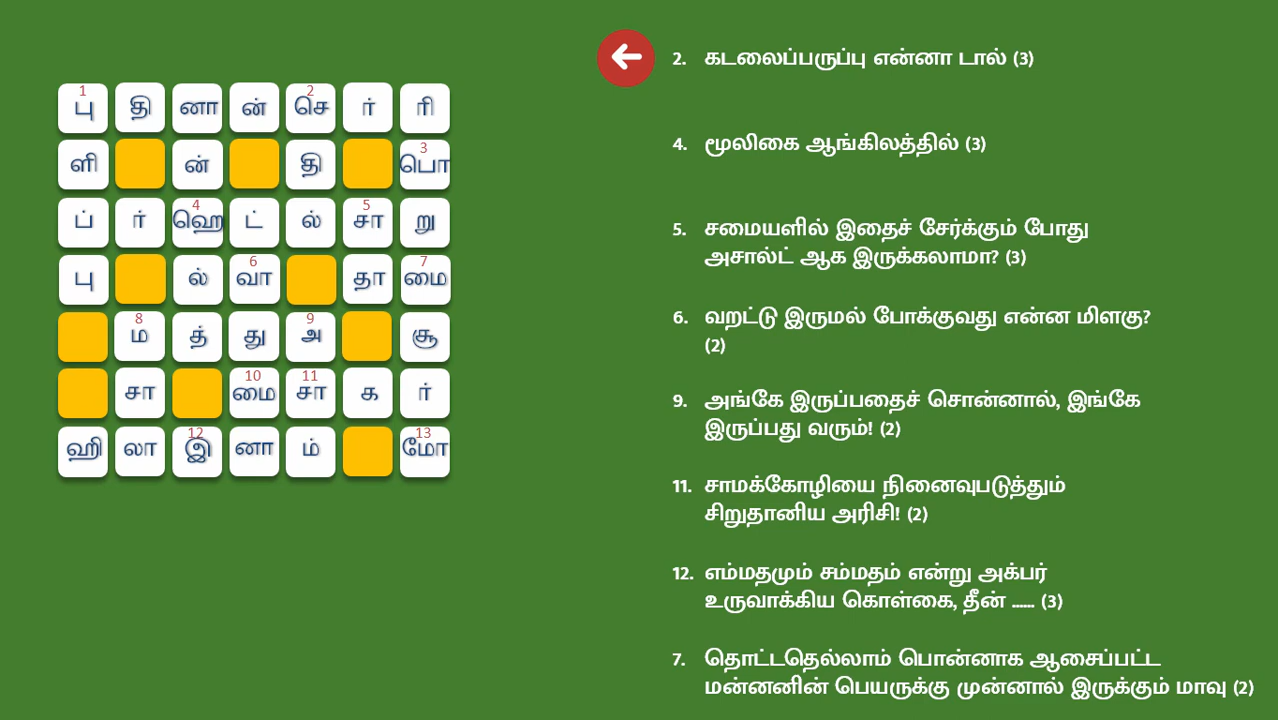 1 2
பு தி னா ன் செ ர் ரி
3
ளி ன் தி பொ
4 5
ப் ர் ஹெ ட் ல் சா று
6 7
பு ல் வா தா மை
8 9
ம த் து அ சூ
10 11
சா மை சா க ர்
12 13
ஹி லா இ னா ம் மோ
2. கடலைப்பருப்பு என்னா டால் (3)
4. மூலிகை ஆங்கிலத்தில் (3)
5. சமையளில் இதைச் சேர்க்கும் போது
அசால்ட் ஆக இருக்கலாமா? (3)
6. வறட்டு இருமல் போக்குவது என்ன மிளகு?
(2)
9. அங்கே இருப்பதைச் சொன்னால், இங்கே
இருப்பது வரும்! (2)
11. சாமக்கோழியை நினைவுபடுத்தும்
சிறுதானிய அரிசி! (2)
12. எம்மதமும் சம்மதம் என்று அக்பர்
உருவாக்கிய கொள்கை, தீன் ...... (3)
7. தொட்டதெல்லாம் பொன்னாக ஆசைப்பட்ட
மன்னனின் பெயருக்கு முன்னால் இருக்கும் மாவு (2)